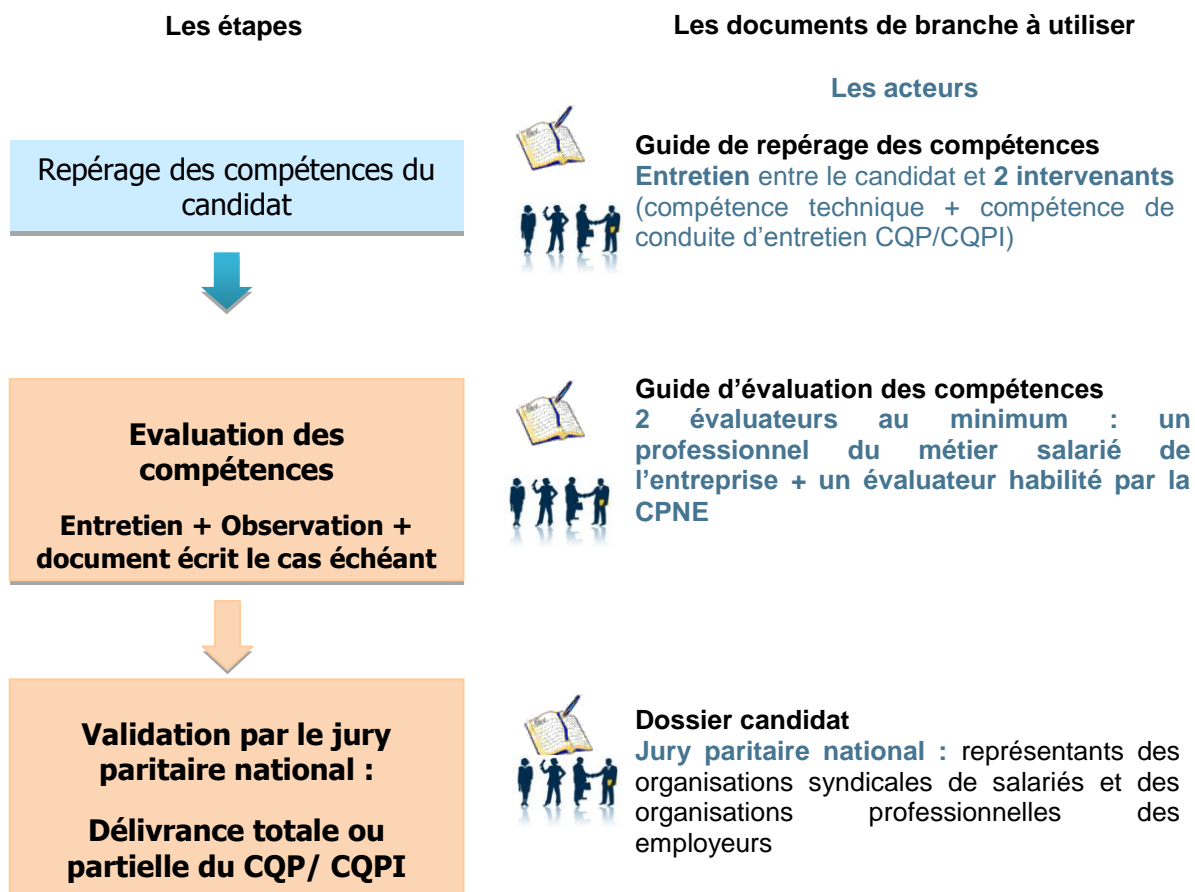 Les étapes
Les documents de branche à utiliser
Les acteurs
Repérage des compétences du
candidat
Guide de repérage des compétences
Entretien entre le candidat et 2 intervenants
(compétence technique + compétence de
conduite d'entretien CQP/CQPI)
Evaluation des
compétences
Entretien + Observation +
document écrit le cas échéant
Guide d'évaluation des compétences
2 évaluateurs au minimum : un
professionnel du métier salarié de
l'entreprise + un évaluateur habilité par la
CPNE
Validation par le jury
paritaire national :
Délivrance totale ou
partielle du CQP/ CQPI
Dossier candidat
Jury paritaire national : représentants des
organisations syndicales de salariés et des
organisations professionnelles des
employeurs